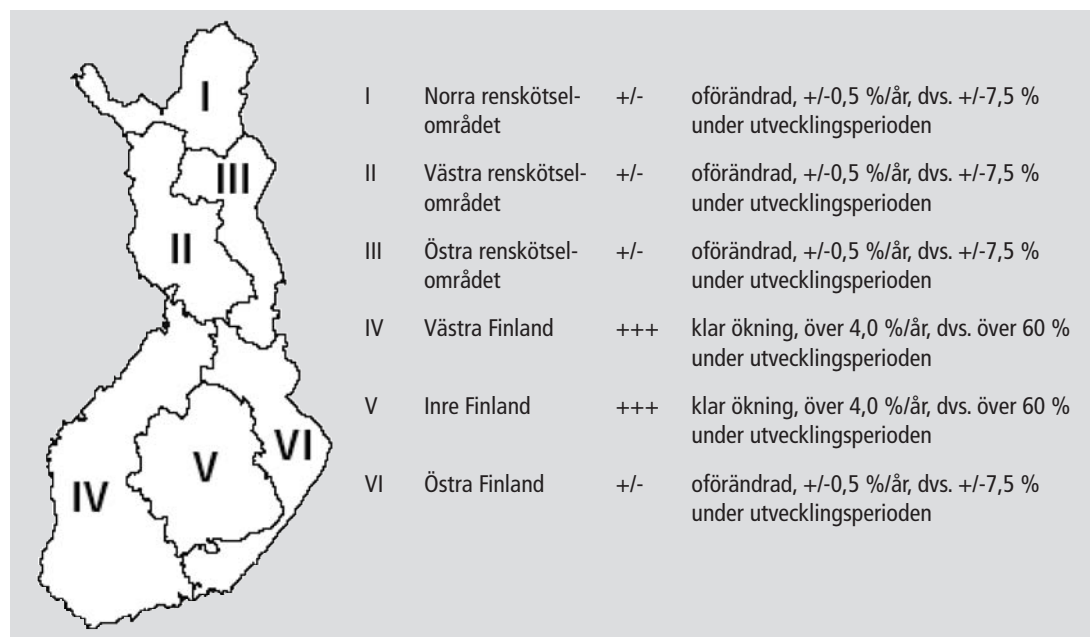 I
III
II
VI
V
IV
I Norra renskötsel- +/- oförändrad, +/-0,5 %/år, dvs. +/-7,5 %
området under utvecklingsperioden
II Västra renskötsel- +/- oförändrad, +/-0,5 %/år, dvs. +/-7,5 %
området under utvecklingsperioden
III Östra renskötsel- +/- oförändrad, +/-0,5 %/år, dvs. +/-7,5 %
området under utvecklingsperioden
IV Västra Finland +++ klar ökning, över 4,0 %/år, dvs. över 60 %
under utvecklingsperioden
V Inre Finland +++ klar ökning, över 4,0 %/år, dvs. över 60 %
under utvecklingsperioden
VI Östra Finland +/- oförändrad, +/-0,5 %/år, dvs. +/-7,5 %
under utvecklingsperioden